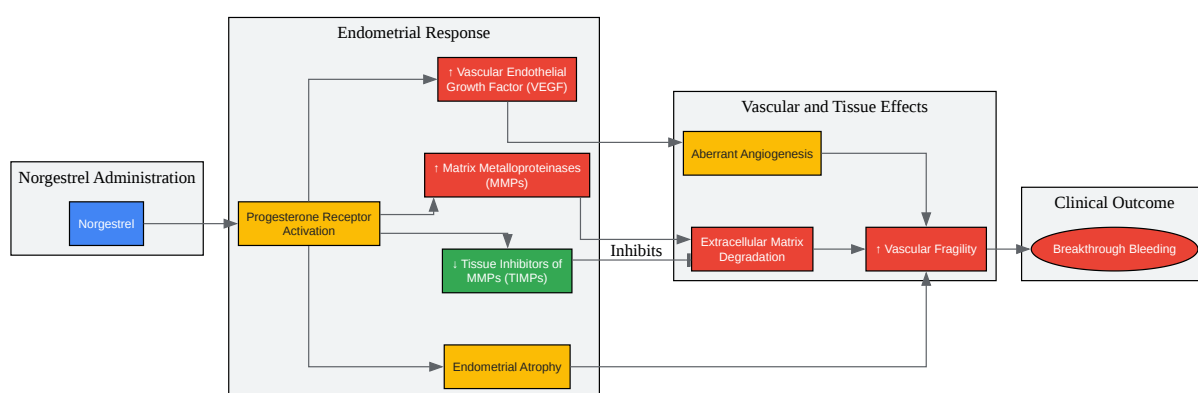 Norgestrel Administration
Norgestrel
Endometrial Response
Progesterone Receptor
Activation
↑ Vascular Endothelial
Growth Factor (VEGF)
↑ Matrix Metalloproteinases
(MMPs)
↓ Tissue Inhibitors of
MMPs (TIMPs)
Endometrial Atrophy
Inhibits
Vascular and Tissue Effects
Aberrant Angiogenesis
Extracellular Matrix
Degradation
↑ Vascular Fragility
Clinical Outcome
Breakthrough Bleeding